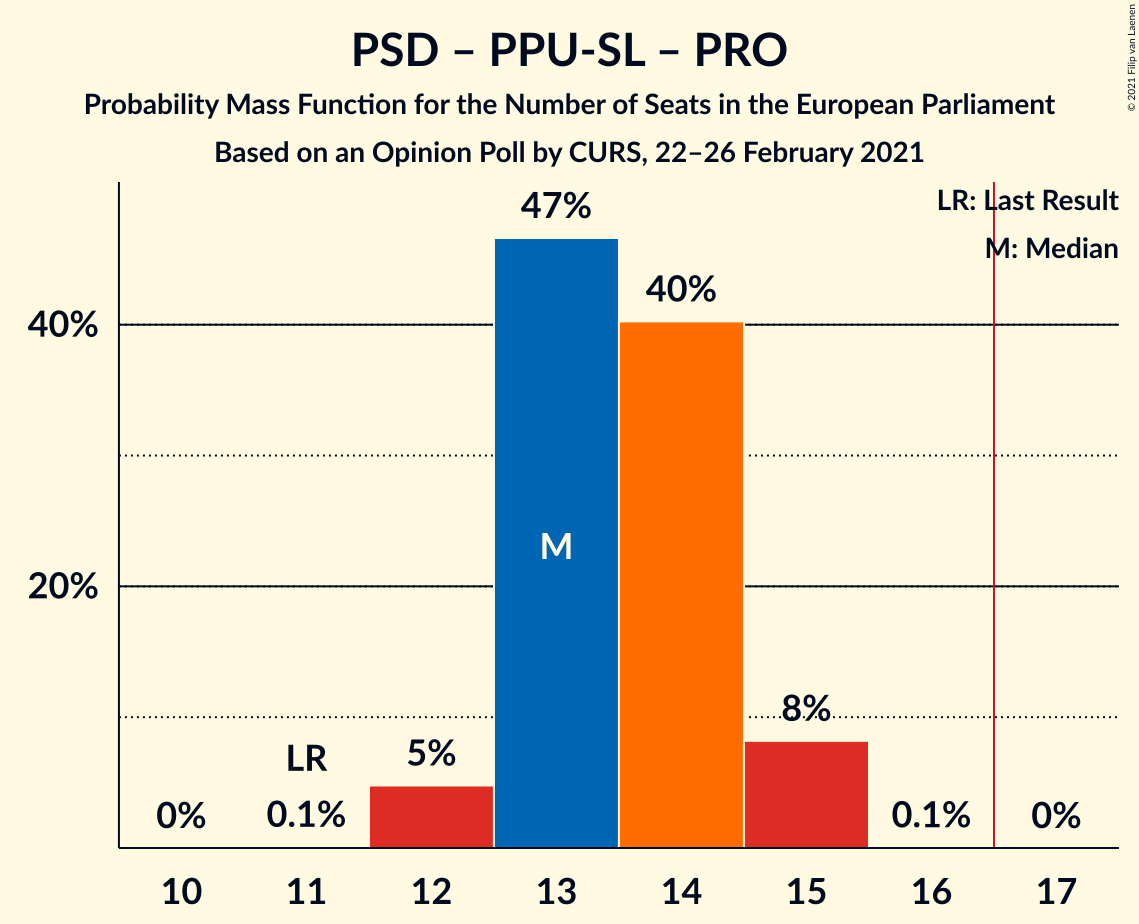 PSD – PPU-SL – PRO
Probability Mass Function for the Number of Seats in the European Parliament
Based on an Opinion Poll by CURS, 22–26 February 2021
© 2021 Filip van Laenen
LR: Last Result
M: Median
47%
40%
40%
M
20%
8%
5%
LR
0%
0.1%
0.1%
0%
10
11
12
13
14
15
16
17